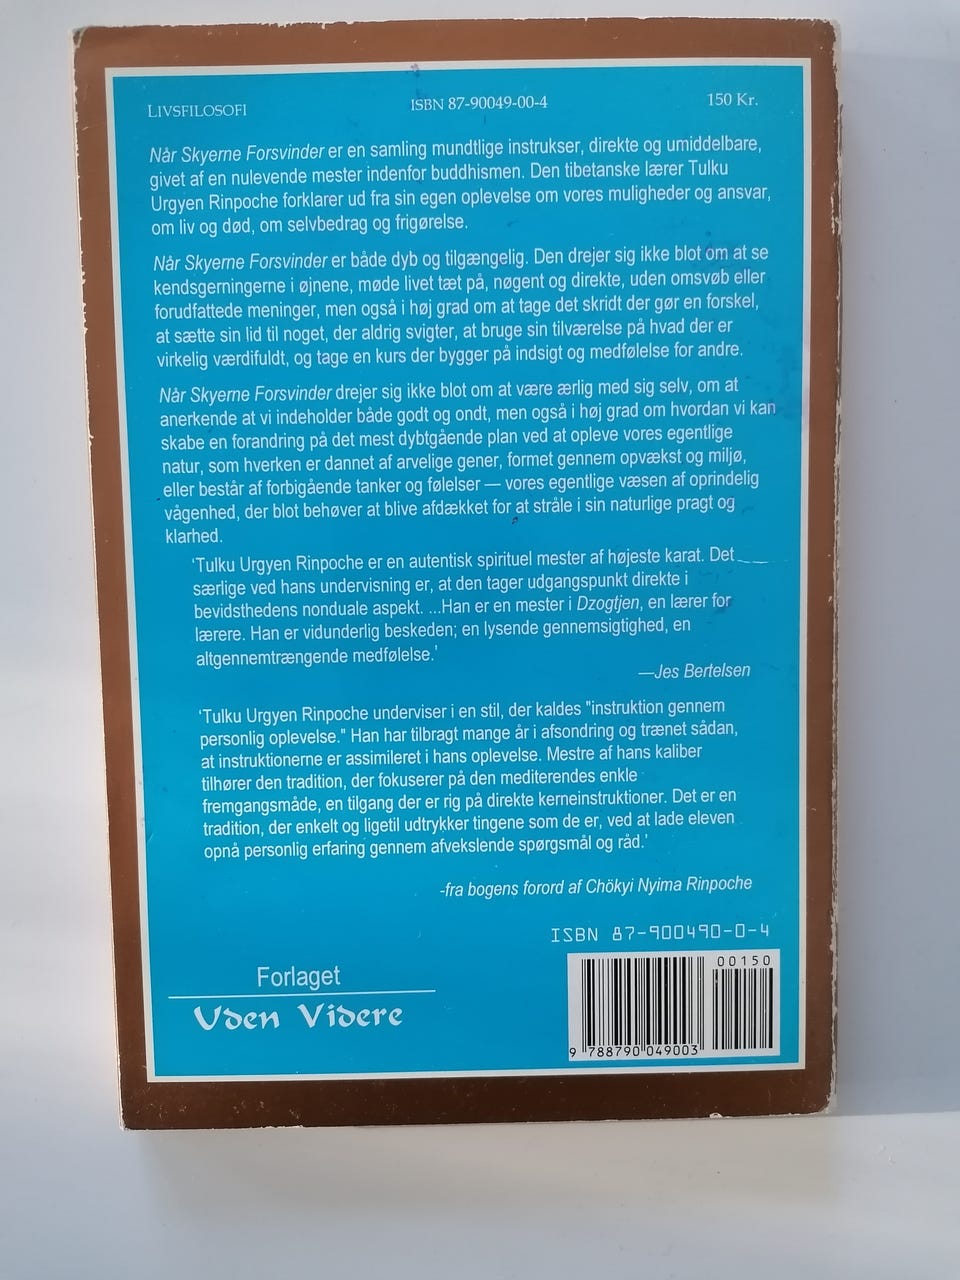 LIVSFILOSOFI
ISBN 87-90049-00-4
150 Kr.
Når Skyerne Forsvinder er en samling mundtlige instrukser, direkte og umiddelbare,
givet af en nulevende mester indenfor buddhismen. Den tibetanske lærer Tulku
Urgyen Rinpoche forklarer ud fra sin egen oplevelse om vores muligheder og ansvar,
om liv og død, om selvbedrag og frigørelse.
Når Skyerne Forsvinder er både dyb og tilgængelig. Den drejer sig ikke blot om at se
kendsgerningerne i øjnene, møde livet tæt på, nøgent og direkte, uden omsvøb eller
forudfattede meninger, men også i høj grad om at tage det skridt der gør en forskel,
at sætte sin lid til noget, der aldrig svigter, at bruge sin tilværelse på hvad der er
virkelig værdifuldt, og tage en kurs der bygger på indsigt og medfølelse for andre.
Når Skyerne Forsvinder drejer sig ikke blot om at være ærlig med sig selv, om at
anerkende at vi indeholder både godt og ondt, men også i høj grad om hvordan vi kan
skabe en forandring på det mest dybtgående plan ved at opleve vores egentlige
natur, som hverken er dannet af arvelige gener, formet gennem opvækst og miljø,
eller består af forbigående tanker og følelser — vores egentlige væsen af oprindelig
vågenhed, der blot behøver at blive afdækket for at stråle i sin naturlige pragt og
klarhed.
'Tulku Urgyen Rinpoche er en autentisk spirituel mester af højeste karat. Det
særlige ved hans undervisning er, at den tager udgangspunkt direkte i
bevidsthedens nonduale aspekt. ...Han er en mester i Dzogtjen, en lærer for
lærere. Han er vidunderlig beskeden; en lysende gennemsigtighed, en
altgennemtrængende medfølelse.'
—Jes Bertelsen
'Tulku Urgyen Rinpoche underviser i en stil, der kaldes "instruktion gennem
personlig oplevelse." Han har tilbragt mange år i afsondring og trænet sådan,
at instruktionerne er assimileret i hans oplevelse. Mestre af hans kaliber
tilhører den tradition, der fokuserer på den mediterendes enkle
fremgangsmåde, en tilgang der er rig på direkte kerneinstruktioner. Det er en
tradition, der enkelt og ligetil udtrykker tingene som de er, ved at lade eleven
opnå personlig erfaring gennem afvekslende spørgsmål og råd.'
-fra bogens forord af Chökyi Nyima Rinpoche
ISBN 87-900490-0-4
00150
9 788790 049003
Forlaget
Uden Videre